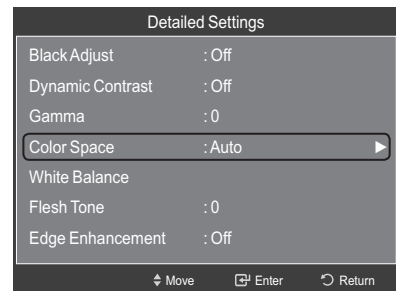 Detailed Settings
Black Adjust : Off
Dynamic Contrast : Off
Gamma : 0
Color Space : Auto
White Balance
Flesh Tone : 0
Edge Enhancement : Off
Move Enter Return